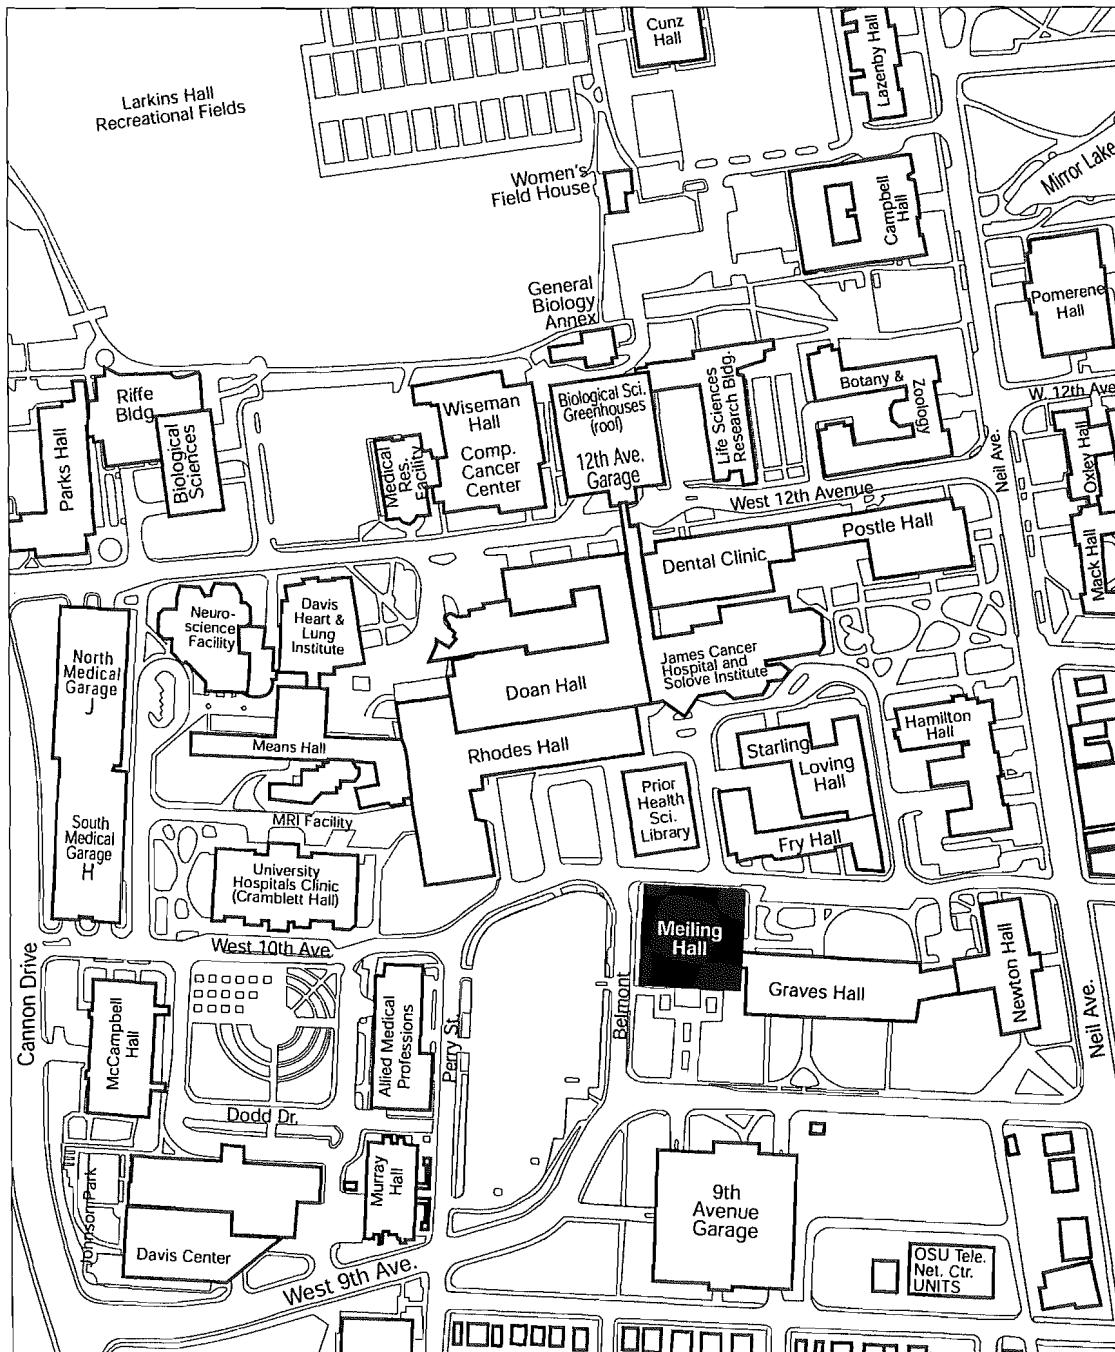 Cunz
Hall
Lazenby Hall
Larkins Hall
Recreational Fields
Mirror Lake
Women's
Field House
Campbell
Hall
General
Biology
Annex
Pomerene
Hall
Riffe
Bldg.
Parks Hall
Biological
Sciences
Wiseman
Hall
Comp.
Cancer
Center
Medical
Res.
Facility
Biological Sci.
Greenhouses
(roof)
12th Ave.
Garage
Life Sciences
Research Bldg.
Botany &
Zoology
W. 12th Ave
Neil Ave.
Oxley Hall
Mack Hall
West 12th Avenue
Dental Clinic
Postle Hall
Neuro-
science
Facility
Davis
Heart &
Lung
Institute
North
Medical
Garage
J
James Cancer
Hospital and
Solove Institute
Doan Hall
Rhodes Hall
Means Hall
Starling
Loving
Hall
Hamilton
Hall
Prior
Health
Sci.
Library
MRI Facility
Fry Hall
South
Medical
Garage
H
University
Hospitals Clinic
(Cramblett Hall)
West 10th Ave
Meiling
Hall
Graves Hall
Newton Hall
Neil Ave.
Cannon Drive
McCampbell
Hall
Allied Medical
Professions
Perry St.
Belmont
Dodd Dr.
Johnson Park
Murray
Hall
Davis Center
West 9th Ave.
9th
Avenue
Garage
OSU Tele.
Net. Ctr.
UNITS